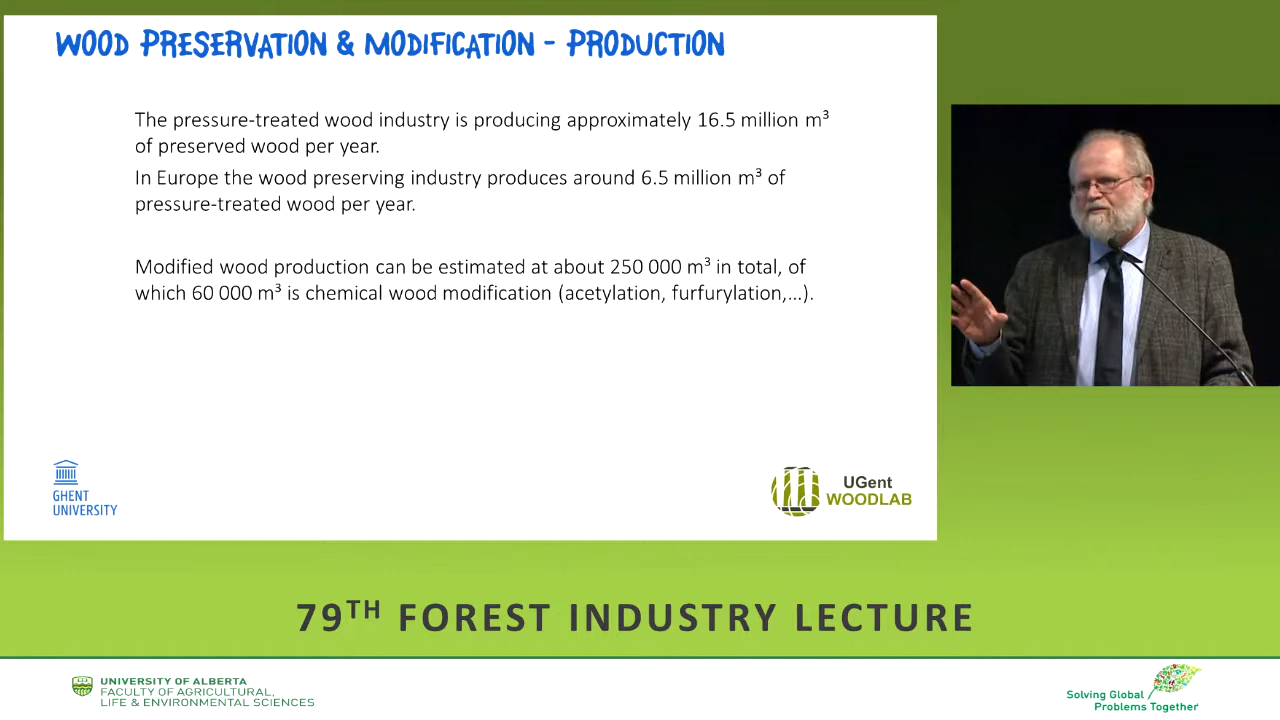 WOOD PRESERVATION & MODIFICATION - PRODUCTION
The pressure-treated wood industry is producing approximately 16.5 million m³
of preserved wood per year.
In Europe the wood preserving industry produces around 6.5 million m³ of
pressure-treated wood per year.
Modified wood production can be estimated at about 250 000 m³ in total, of
which 60 000 m³ is chemical wood modification (acetylation, furfurylation,...).
GHENT
UNIVERSITY
UGent
WOODLAB
79TH FOREST INDUSTRY LECTURE
UNIVERSITY OF ALBERTA
FACULTY OF AGRICULTURAL,
LIFE & ENVIRONMENTAL SCIENCES
Solving Global
Problems Together